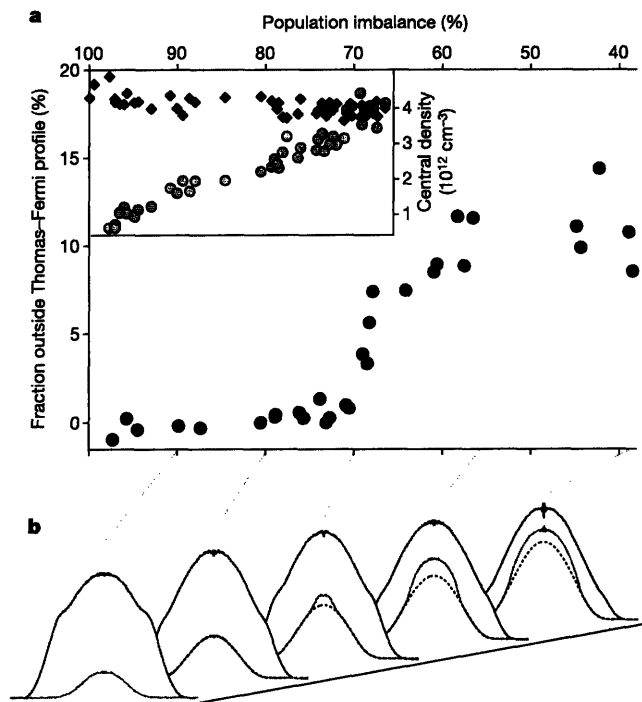 a
Population imbalance (%)
100 90 80 70 60 50 40
Fraction outside Thomas–Fermi profile (%)
20
15
10
5
0
4
3
2
1
Central density
(10¹² cm⁻³)
b